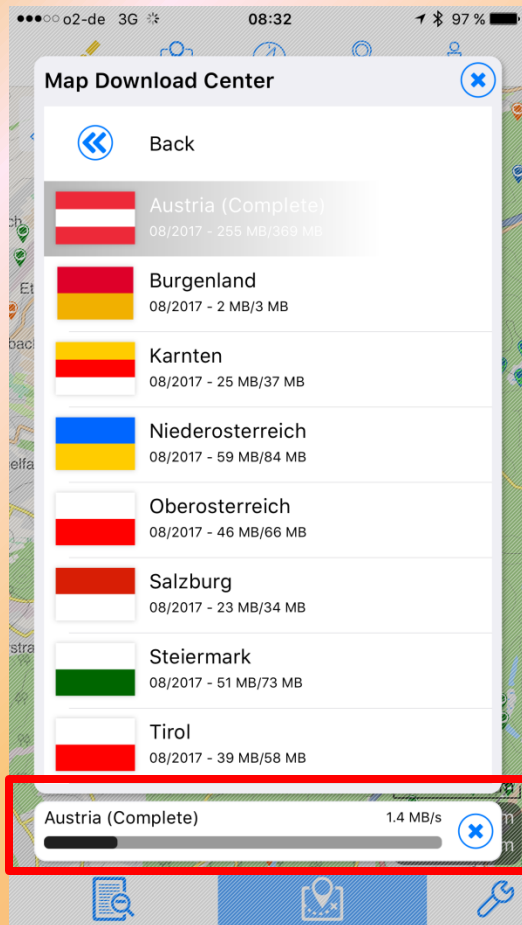 o2-de 3G 08:32 97 %
Map Download Center
Back
Austria (Complete)
08/2017 - 255 MB/369 MB
Burgenland
08/2017 - 2 MB/3 MB
Karnten
08/2017 - 25 MB/37 MB
Niederosterreich
08/2017 - 59 MB/84 MB
Oberosterreich
08/2017 - 46 MB/66 MB
Salzburg
08/2017 - 23 MB/34 MB
Steiermark
08/2017 - 51 MB/73 MB
Tirol
08/2017 - 39 MB/58 MB
Austria (Complete) 1.4 MB/s